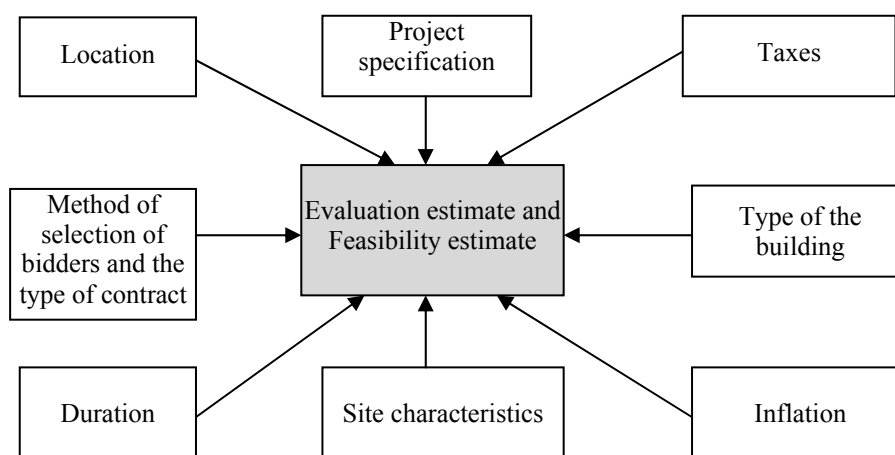 Location
Project
specification
Taxes
Method of
selection of
bidders and the
type of contract
Evaluation estimate and
Feasibility estimate
Type of the
building
Duration
Site characteristics
Inflation